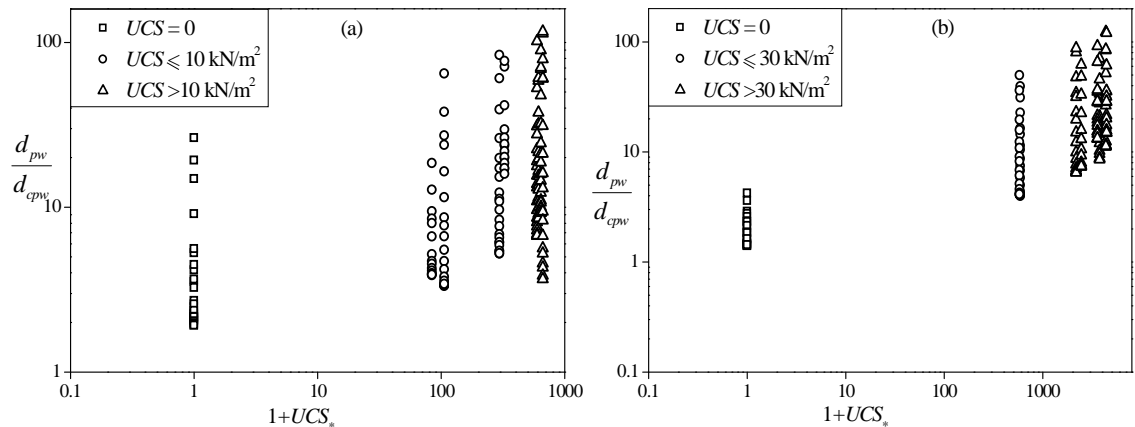 UCS = 0
UCS ⩽ 10 kN/m²
UCS >10 kN/m²
(a)
100
10
1
d_pw
d_cpw
0.1 1 10 100 1000
1+UCS*
UCS = 0
UCS ⩽ 30 kN/m²
UCS >30 kN/m²
(b)
100
10
1
0.1
d_pw
d_cpw
0.1 1 10 100 1000
1+UCS*